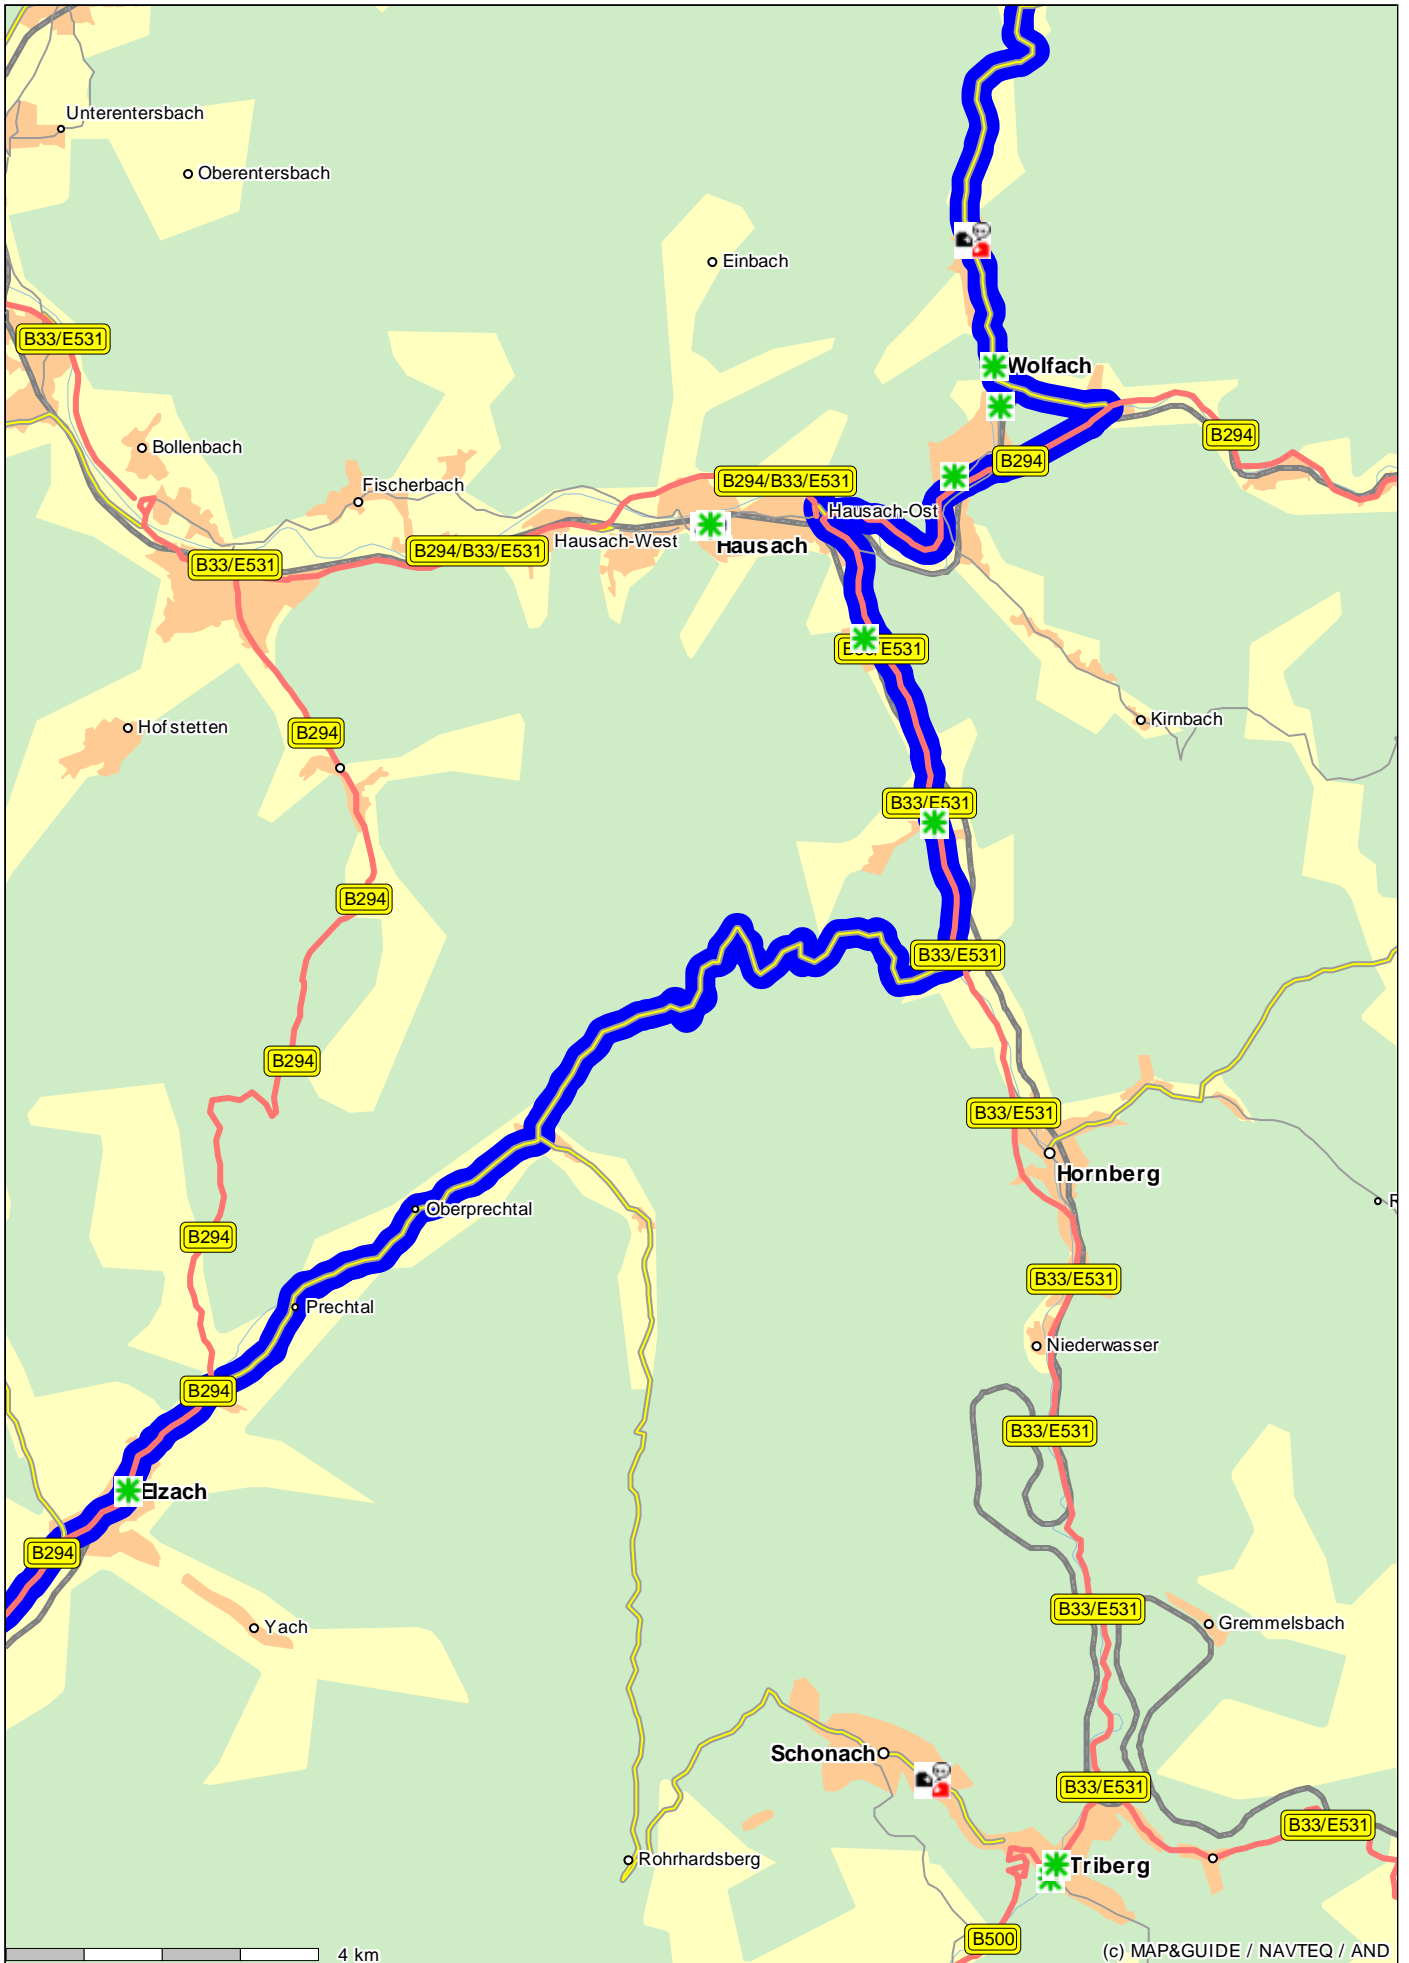 Unterentersbach
Oberentersbach
Einbach
B33/E531
Wolfach
B294
Bollenbach
Fischerbach
B294/B33/E531
B294
Hausach-Ost
Hausach-West
Hausach
B294/B33/E531
B33/E531
B33/E531
Kirnbach
Hofstetten
B294
B33/E531
B294
B33/E531
B294
B33/E531
Hornberg
R
Oberprechtal
B294
B33/E531
Prechtal
Niederwasser
B294
B33/E531
Elzach
B294
B33/E531
Gremmelsbach
Yach
Schonach
B33/E531
B33/E531
Rohrhardsberg
Triberg
B500
4 km
(c) MAP&GUIDE / NAVTEQ / AND